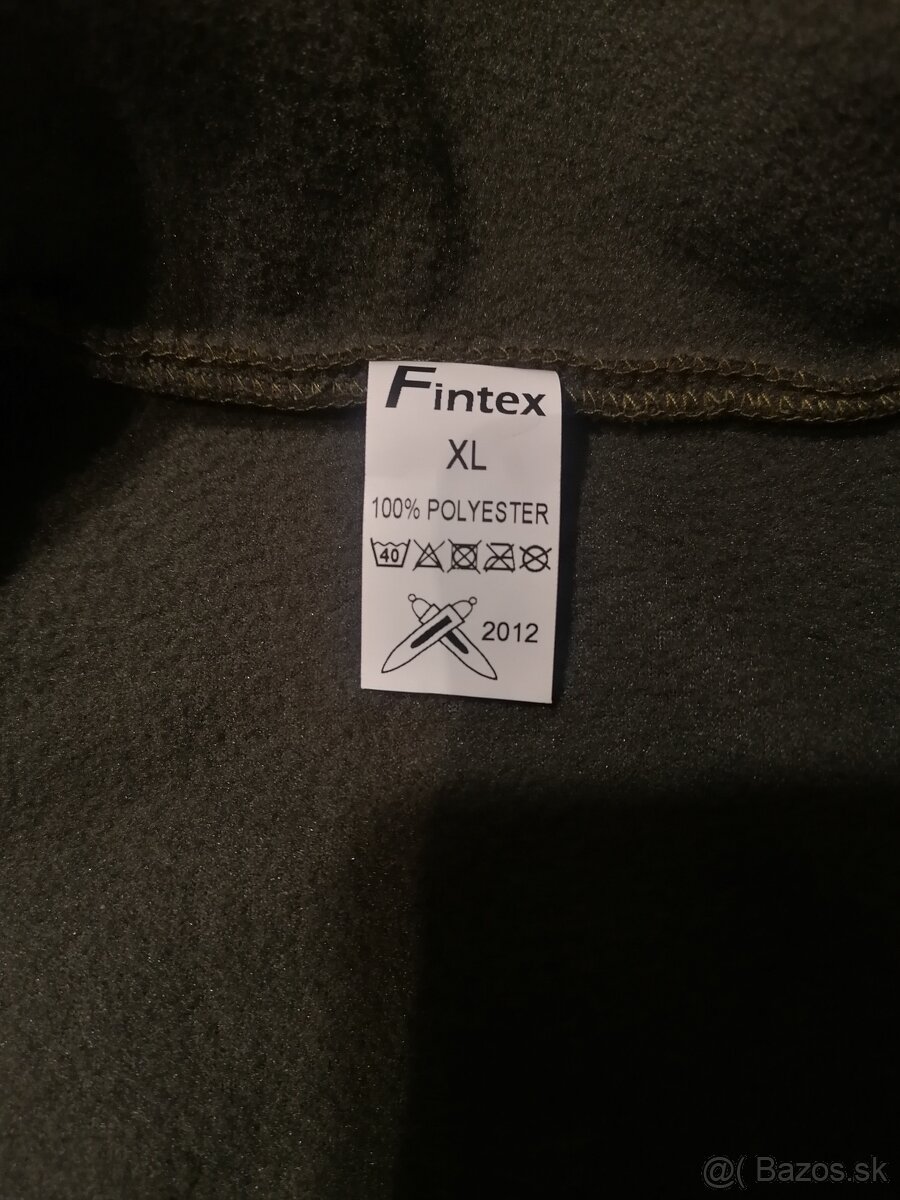 Fintex
XL
100% POLYESTER
40
2012
@( Bazos.sk